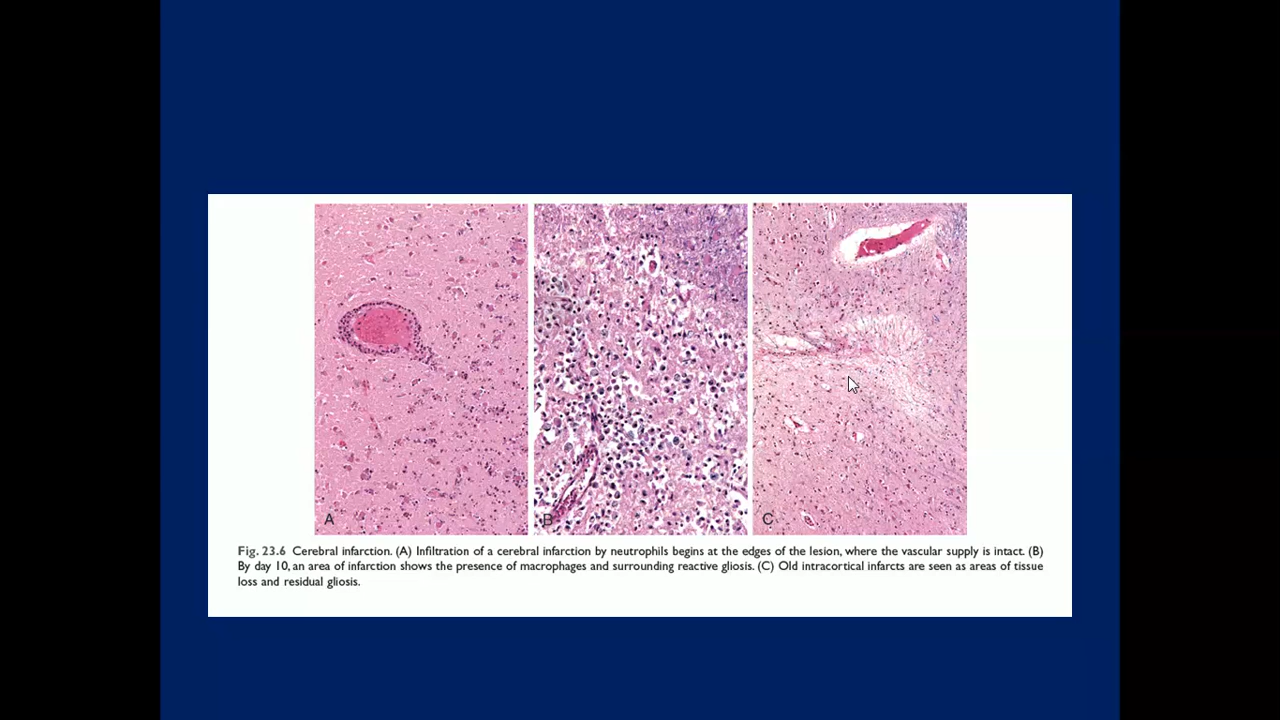 A
B
C
Fig. 23.6 Cerebral infarction. (A) Infiltration of a cerebral infarction by neutrophils begins at the edges of the lesion, where the vascular supply is intact. (B)
By day 10, an area of infarction shows the presence of macrophages and surrounding reactive gliosis. (C) Old intracortical infarcts are seen as areas of tissue
loss and residual gliosis.